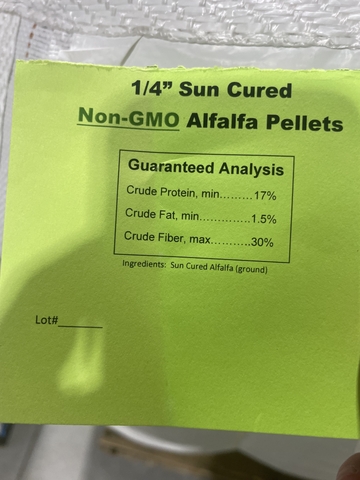 1/4” Sun Cured
Non-GMO Alfalfa Pellets
Guaranteed Analysis
Crude Protein, min.........17%
Crude Fat, min..............1.5%
Crude Fiber, max..........30%
Ingredients: Sun Cured Alfalfa (ground)
Lot#_______